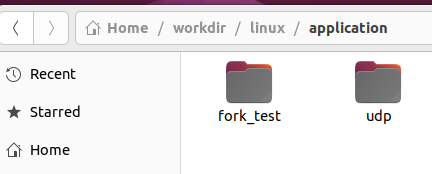 Home / workdir / linux / application
Recent
Starred
Home
fork_test
udp